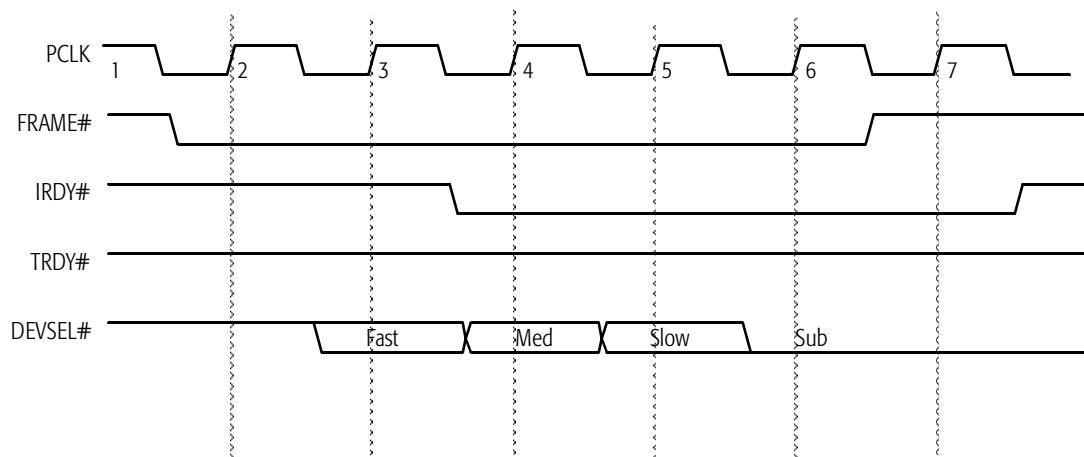 PCLK
1 2 3 4 5 6 7
FRAME#
IRDY#
TRDY#
DEVSEL#
Fast Med Slow Sub